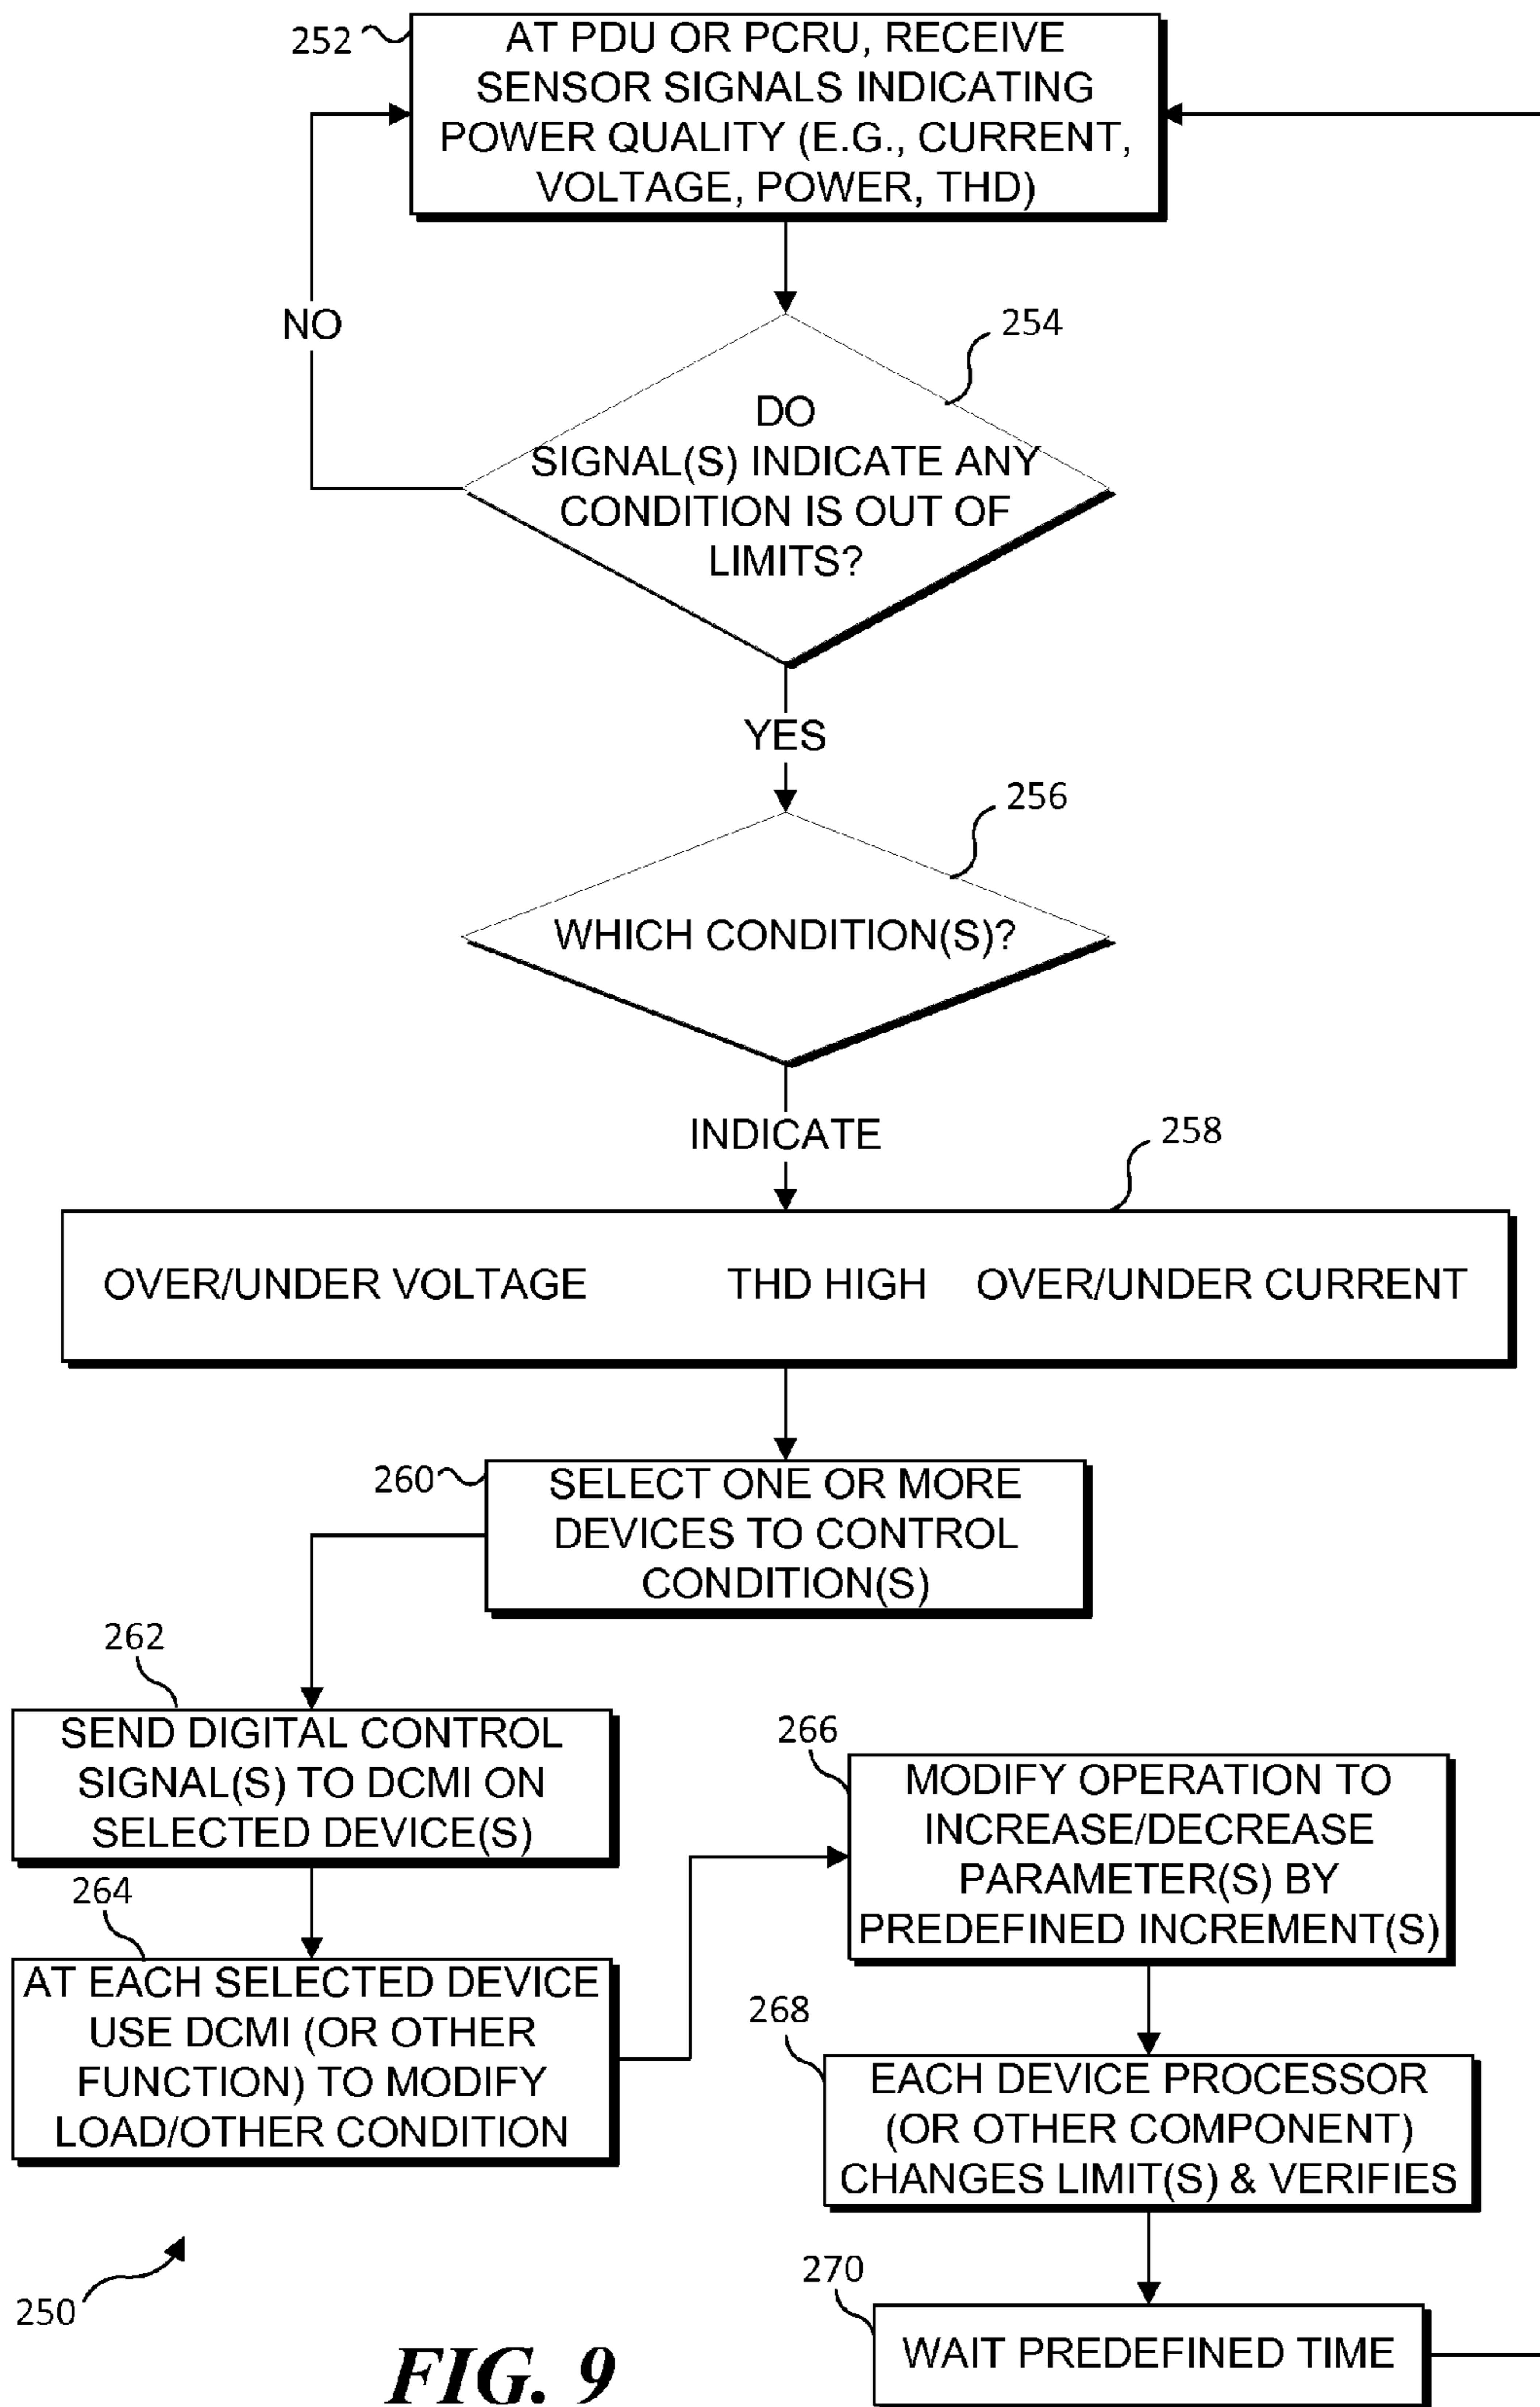 252
AT PDU OR PCRU, RECEIVE
SENSOR SIGNALS INDICATING
POWER QUALITY (E.G., CURRENT,
VOLTAGE, POWER, THD)
NO
254
DO
SIGNAL(S) INDICATE ANY
CONDITION IS OUT OF
LIMITS?
YES
256
WHICH CONDITION(S)?
INDICATE
258
OVER/UNDER VOLTAGE THD HIGH OVER/UNDER CURRENT
260
SELECT ONE OR MORE
DEVICES TO CONTROL
CONDITION(S)
262
SEND DIGITAL CONTROL
SIGNAL(S) TO DCMI ON
SELECTED DEVICE(S)
264
AT EACH SELECTED DEVICE
USE DCMI (OR OTHER
FUNCTION) TO MODIFY
LOAD/OTHER CONDITION
266
MODIFY OPERATION TO
INCREASE/DECREASE
PARAMETER(S) BY
PREDEFINED INCREMENT(S)
268
EACH DEVICE PROCESSOR
(OR OTHER COMPONENT)
CHANGES LIMIT(S) & VERIFIES
270
WAIT PREDEFINED TIME
250
FIG. 9